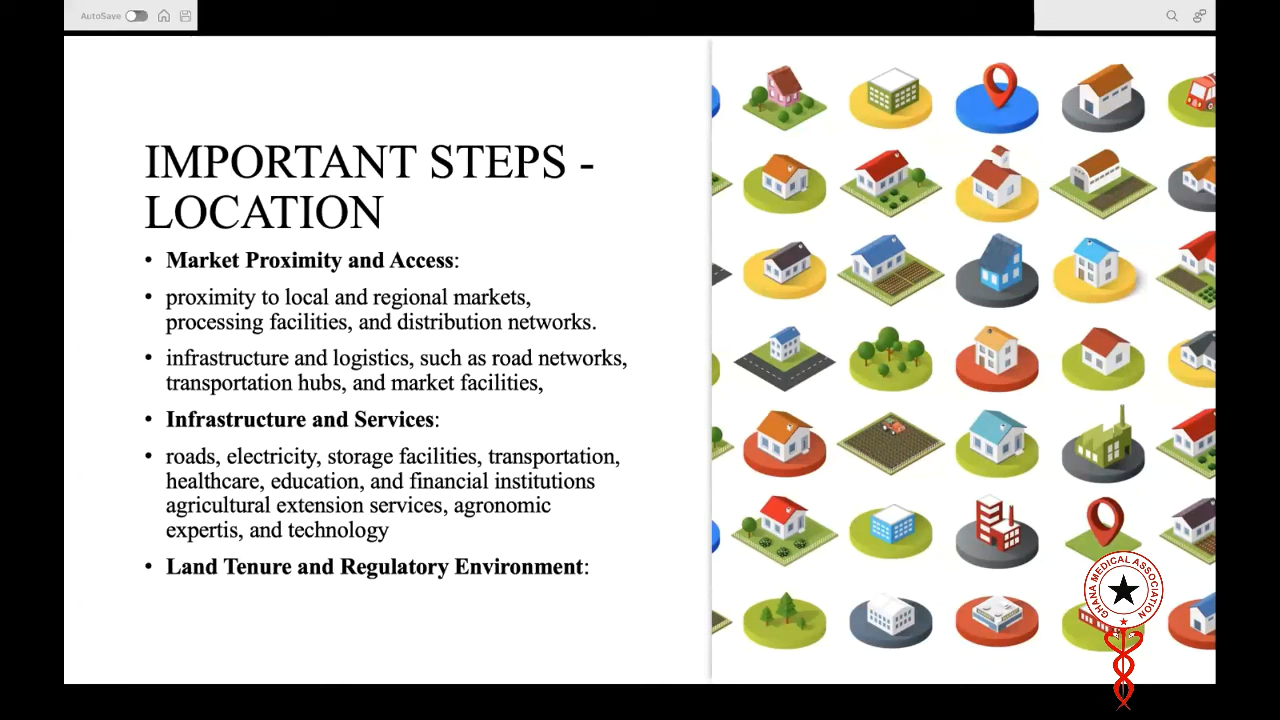 AutoSave
IMPORTANT STEPS -
LOCATION
• Market Proximity and Access:
• proximity to local and regional markets,
processing facilities, and distribution networks.
• infrastructure and logistics, such as road networks,
transportation hubs, and market facilities,
• Infrastructure and Services:
• roads, electricity, storage facilities, transportation,
healthcare, education, and financial institutions
agricultural extension services, agronomic
expertis, and technology
• Land Tenure and Regulatory Environment:
GHANA MEDICAL ASSOCIATION